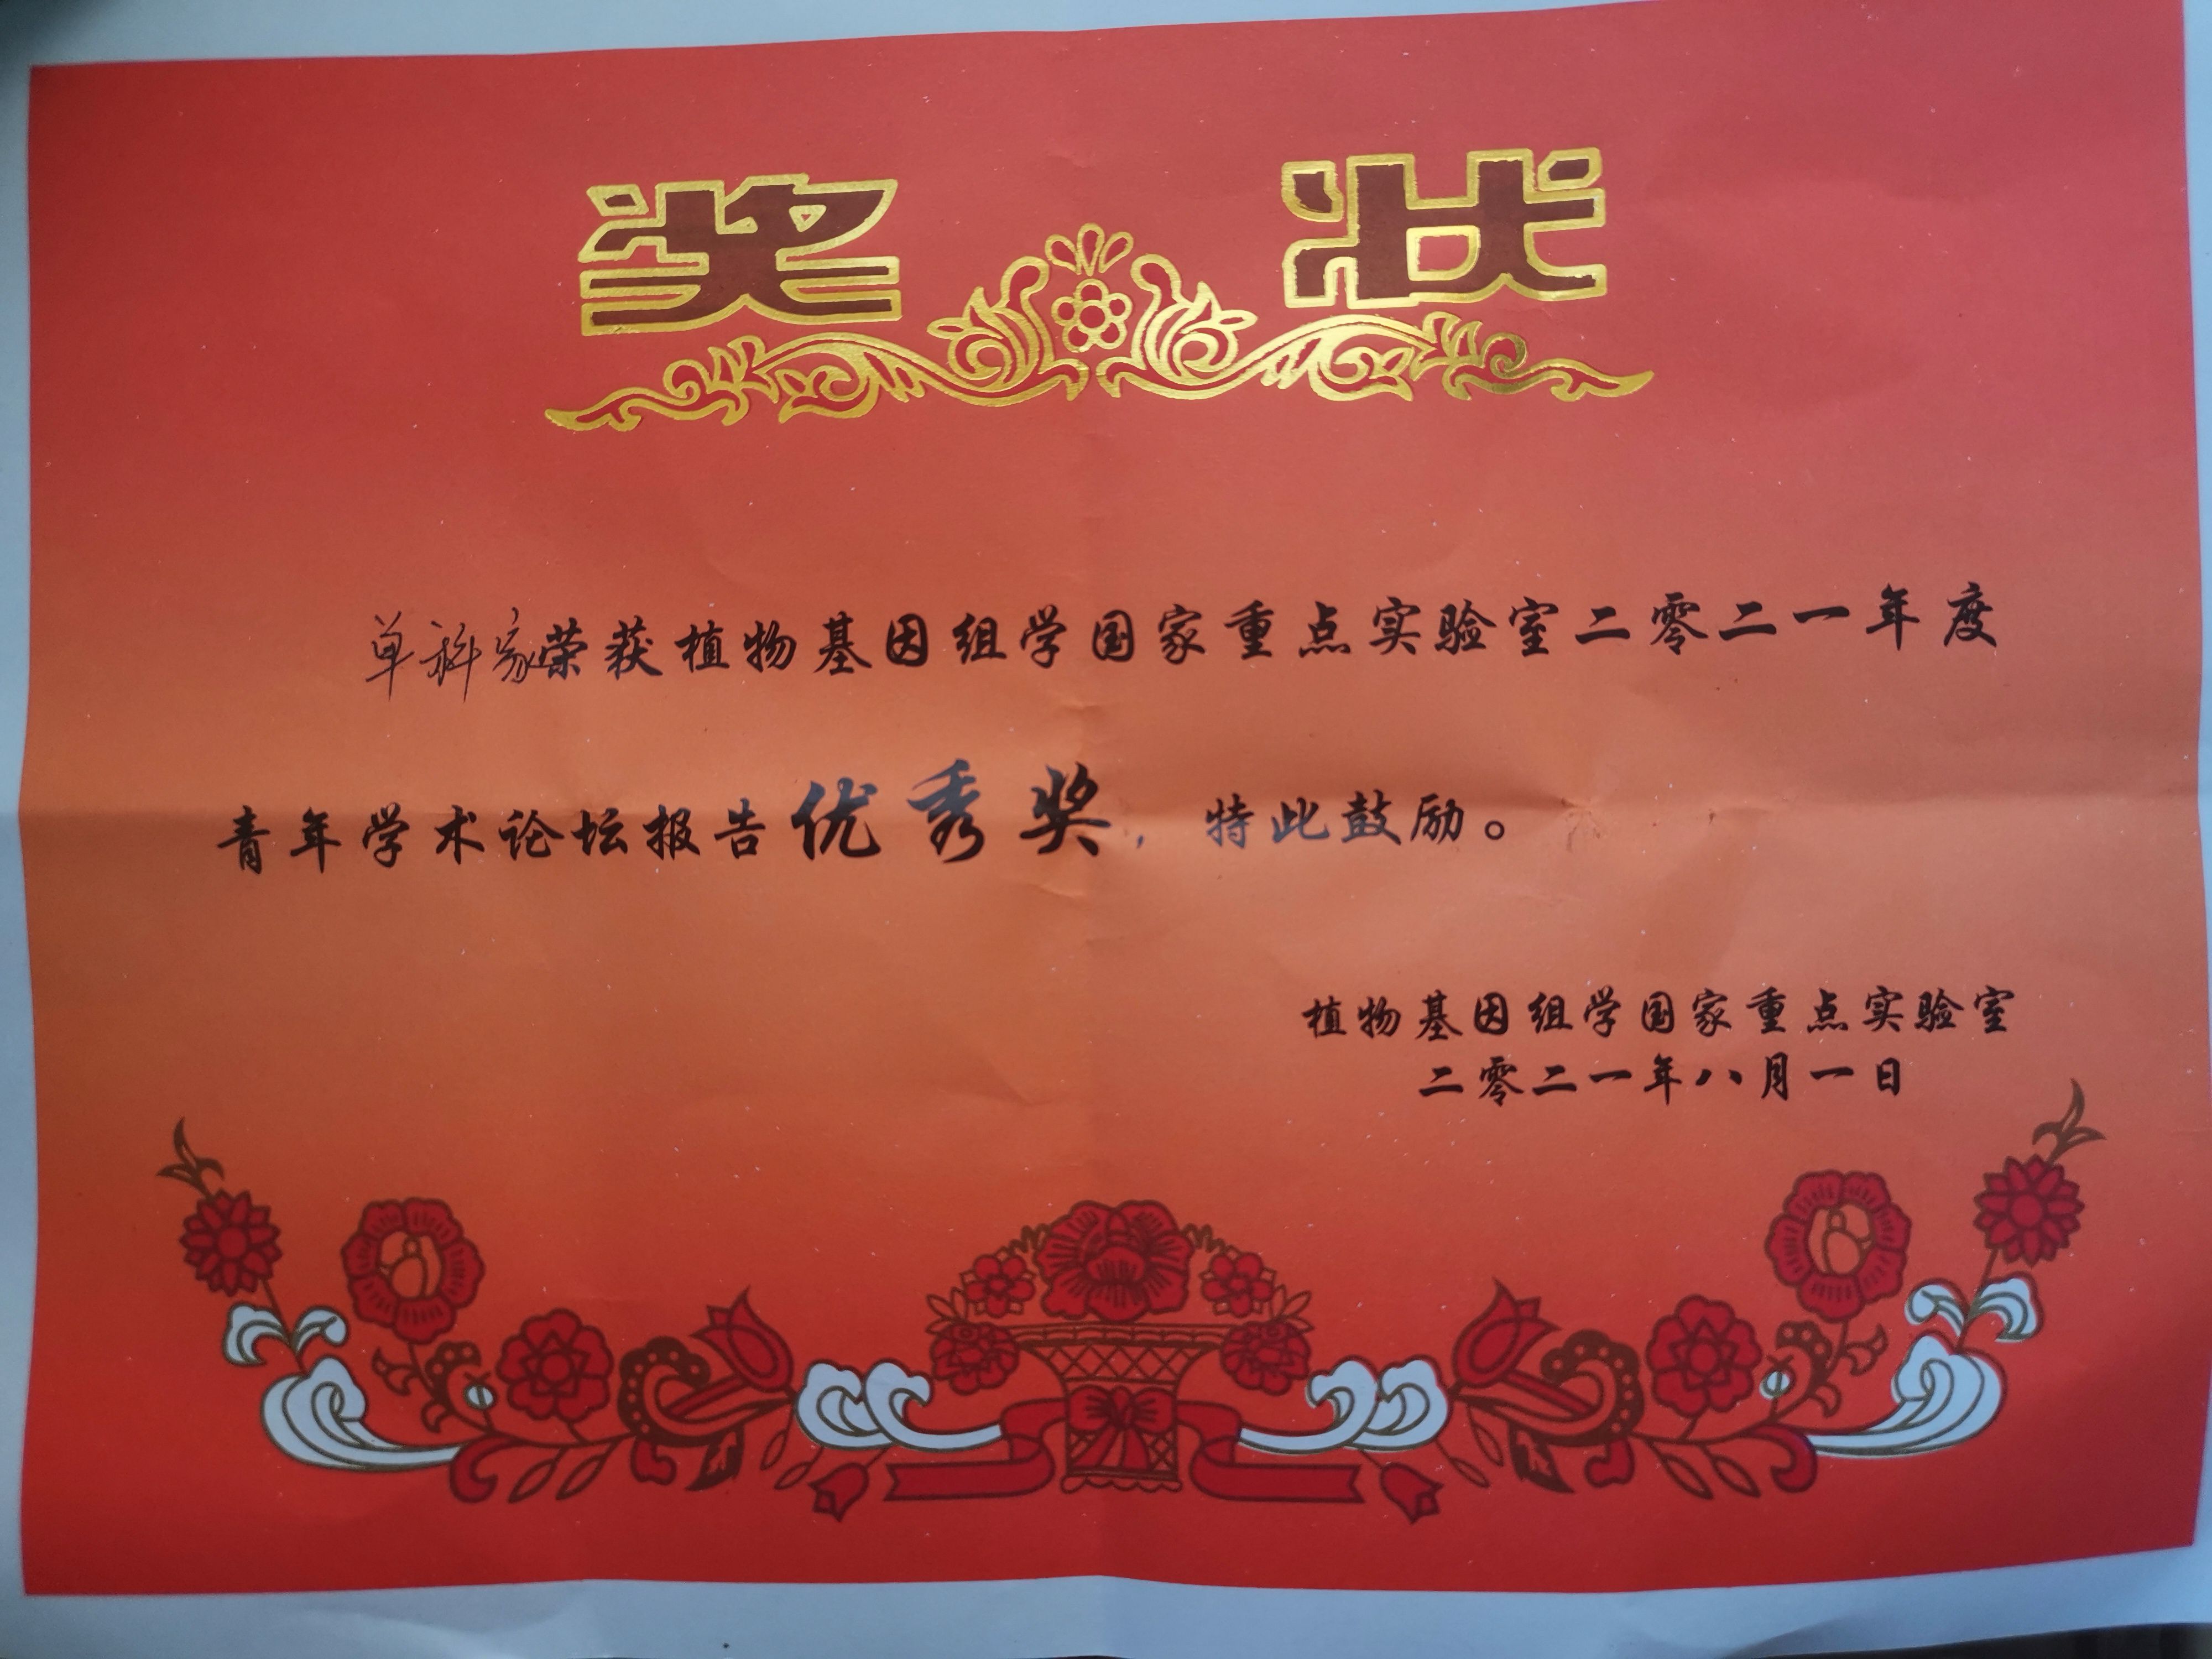 奖状
单科家荣获植物基因组学国家重点实验室二零二一年度
青年学术论坛报告优秀奖，特此鼓励。
植物基因组学国家重点实验室
二零二一年八月一日